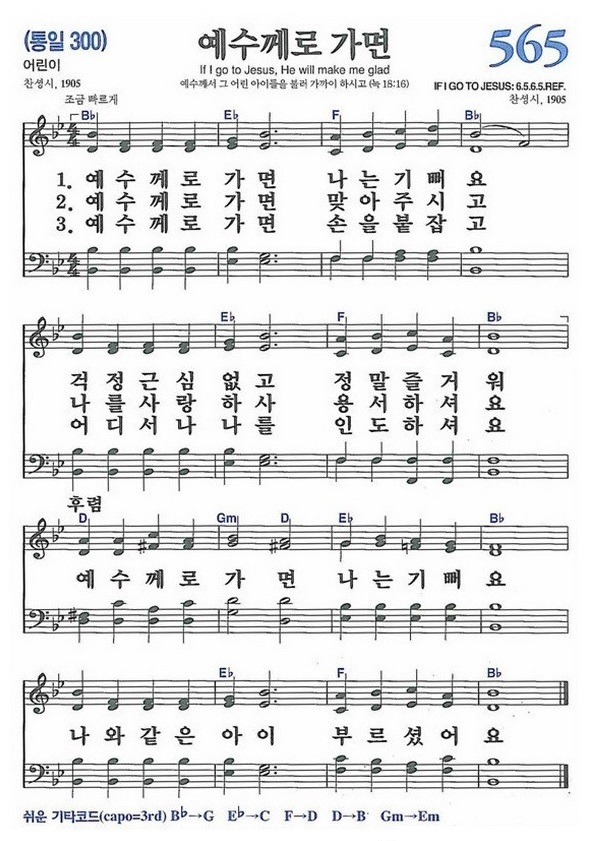 (통일 300)
예수께로 가면
565
어린이
If I go to Jesus, He will make me glad
찬셩시, 1905
예수께서 그 어린 아이들을 불러 가까이 하시고 (눅 18:16)
IF I GO TO JESUS: 6.5.6.5.REF.
조금 빠르게
찬셩시, 1905
B♭ E♭ F B♭
1. 예수께로 가면 나는기뻐요
2. 예수께로 가면 맞아주시고
3. 예수께로 가면 손을붙잡고
E♭ F B♭
걱정근심없고 정말즐거워
나를사랑하사 용서하셔요
어디서나나를 인도하셔요
후렴
D Gm D E♭ B♭
예수께로가면 나는기뻐요
E♭ F B♭
나와같은아이 부르셨어요
쉬운 기타코드(capo=3rd) B♭→G E♭→C F→D D→B Gm→Em